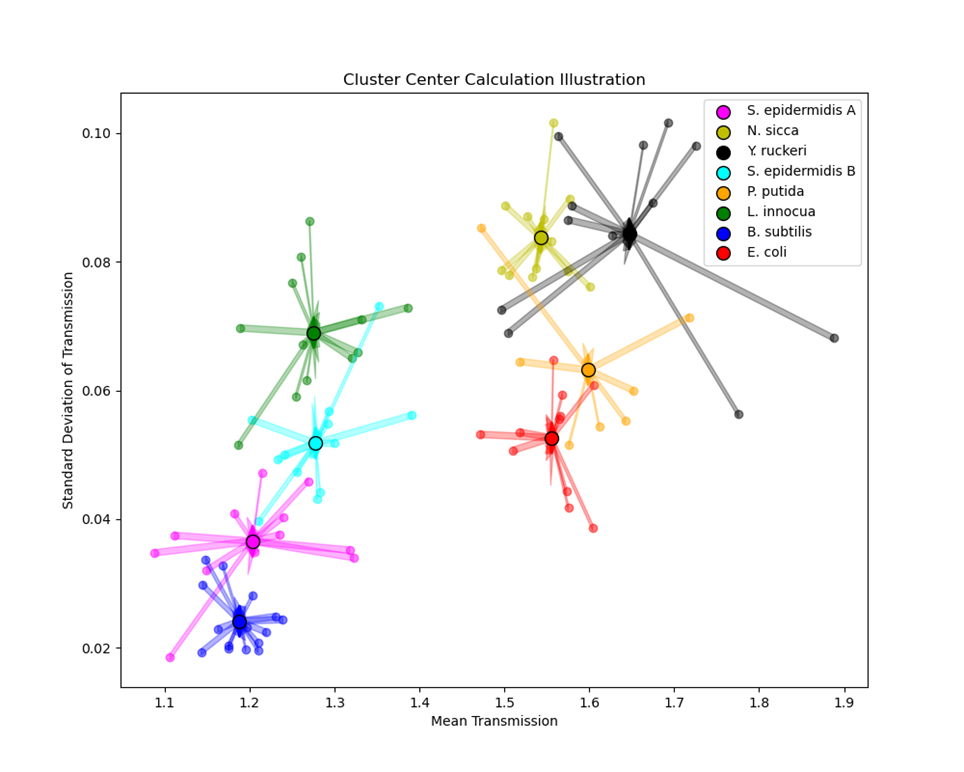 Cluster Center Calculation Illustration
S. epidermidis A
N. sicca
Y. ruckeri
S. epidermidis B
P. putida
L. innocua
B. subtilis
E. coli
Standard Deviation of Transmission
0.10
0.08
0.06
0.04
0.02
1.1 1.2 1.3 1.4 1.5 1.6 1.7 1.8 1.9
Mean Transmission